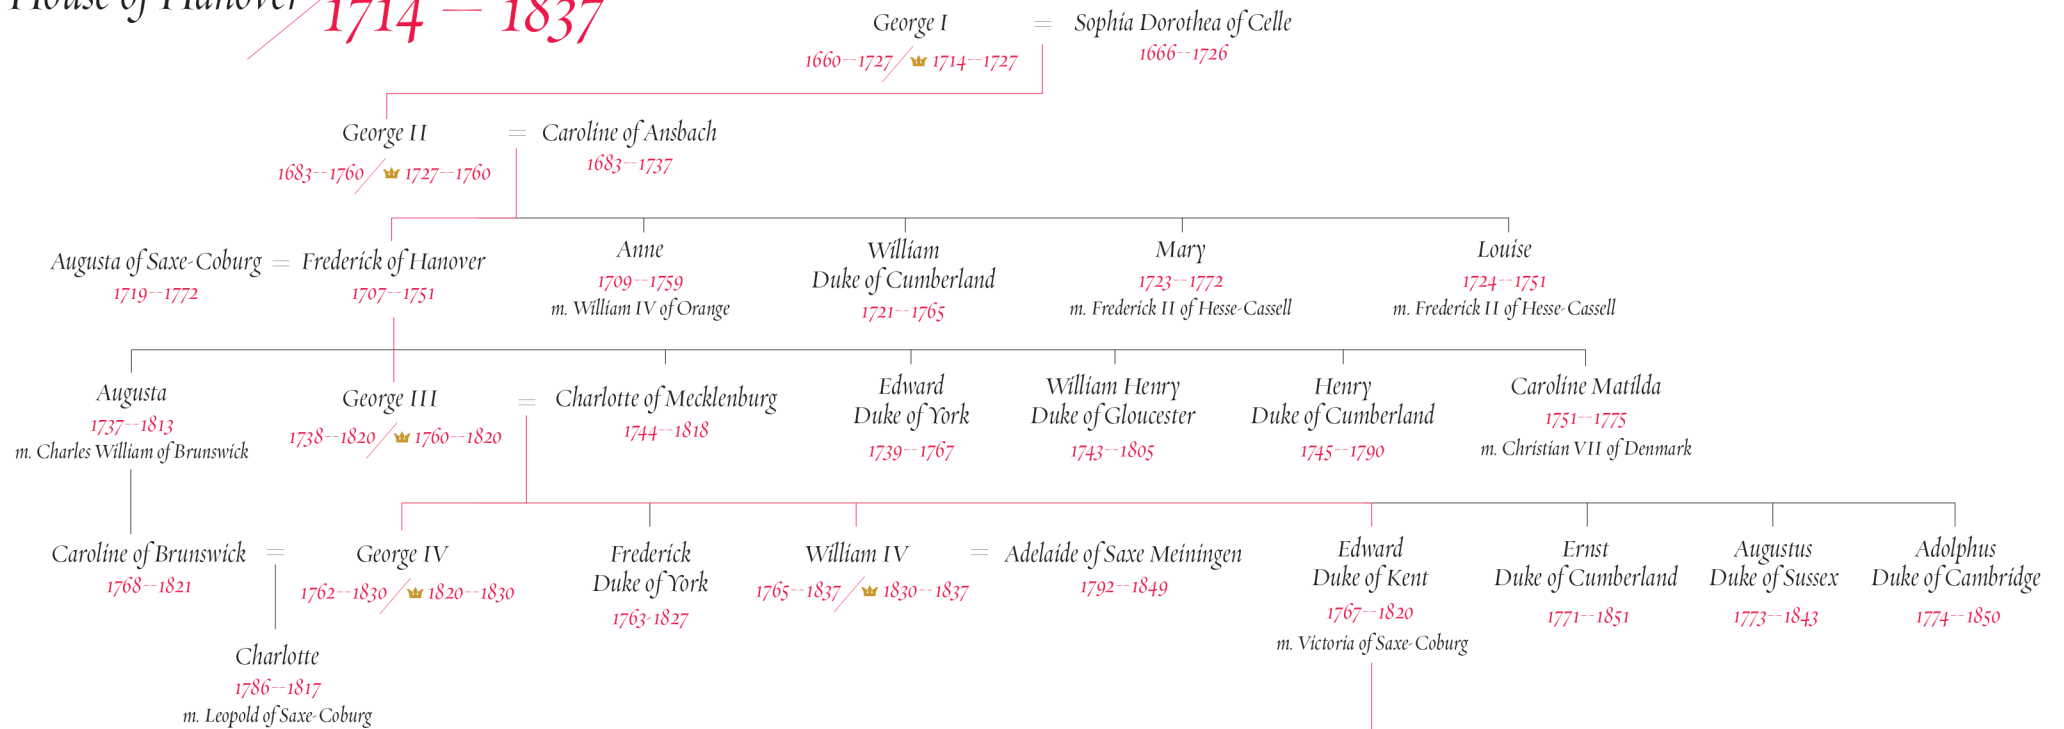 House of Hanover 1714 — 1837
George I = Sophia Dorothea of Celle
1660--1727 / 1714--1727
1666--1726
George II = Caroline of Ansbach
1683--1760 / 1727--1760
1683--1737
Augusta of Saxe-Coburg = Frederick of Hanover
1719--1772
1707--1751
Anne
1709--1759
m. William IV of Orange
William
Duke of Cumberland
1721--1765
Mary
1723--1772
m. Frederick II of Hesse-Cassell
Louise
1724--1751
m. Frederick II of Hesse-Cassell
Augusta
1737--1813
m. Charles William of Brunswick
George III = Charlotte of Mecklenburg
1738--1820 / 1760--1820
1744--1818
Edward
Duke of York
1739--1767
William Henry
Duke of Gloucester
1743--1805
Henry
Duke of Cumberland
1745--1790
Caroline Matilda
1751--1775
m. Christian VII of Denmark
Caroline of Brunswick = George IV
1768--1821
1762--1830 / 1820--1830
Frederick
Duke of York
1763-1827
William IV = Adelaide of Saxe Meiningen
1765--1837 / 1830--1837
1792--1849
Edward
Duke of Kent
1767--1820
m. Victoria of Saxe-Coburg
Ernst
Duke of Cumberland
1771--1851
Augustus
Duke of Sussex
1773--1843
Adolphus
Duke of Cambridge
1774--1850
Charlotte
1786--1817
m. Leopold of Saxe-Coburg